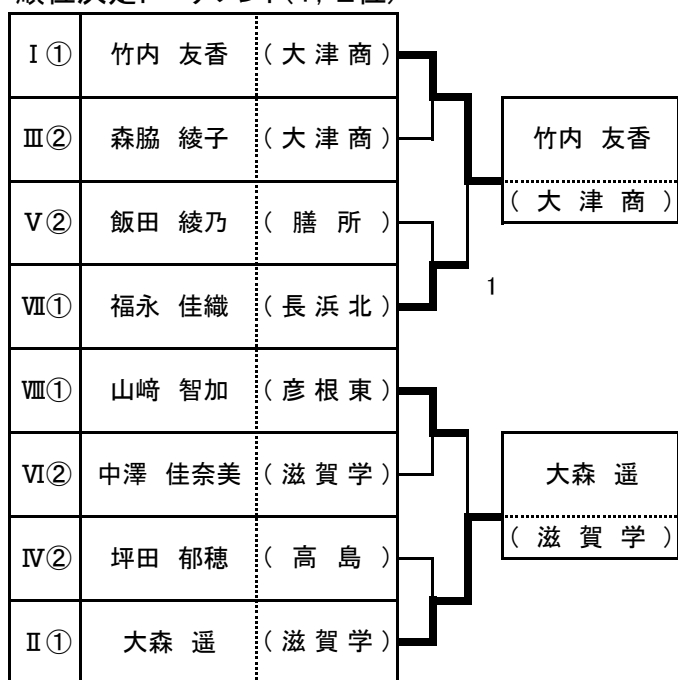 順位決定トーナメント(1, 2位)
Ⅰ① 竹内 友香 (大津商)
Ⅲ② 森脇 綾子 (大津商)
竹内 友香
(大津商)
Ⅴ② 飯田 綾乃 (膳所)
Ⅶ① 福永 佳織 (長浜北)
1
Ⅷ① 山﨑 智加 (彦根東)
Ⅵ② 中澤 佳奈美 (滋賀学)
大森 遥
(滋賀学)
Ⅳ② 坪田 郁穂 (高島)
Ⅱ① 大森 遥 (滋賀学)